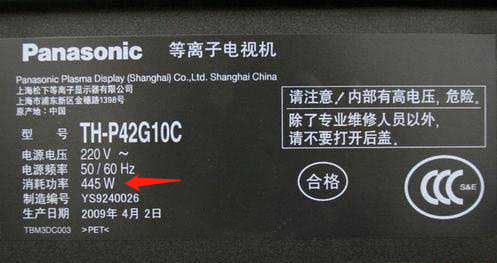 Panasonic 等离子电视机
Panasonic Plasma Display (Shanghai) Co.,Ltd. Shanghai China
上海松下等离子显示器有限公司
上海市浦东新区金穗路1398号
原产地:中国
型 号 TH-P42G10C
电源电压 220 V ~
电源频率 50 / 60 Hz
消耗功率 445 W
制造编号 YS9240026
生产日期 2009年 4月 2日
TBM3DC003 >PET<
请注意/内部有高电压,危险。
除了专业维修人员以外,
请不要打开后盖。
合格
CCC
S&E